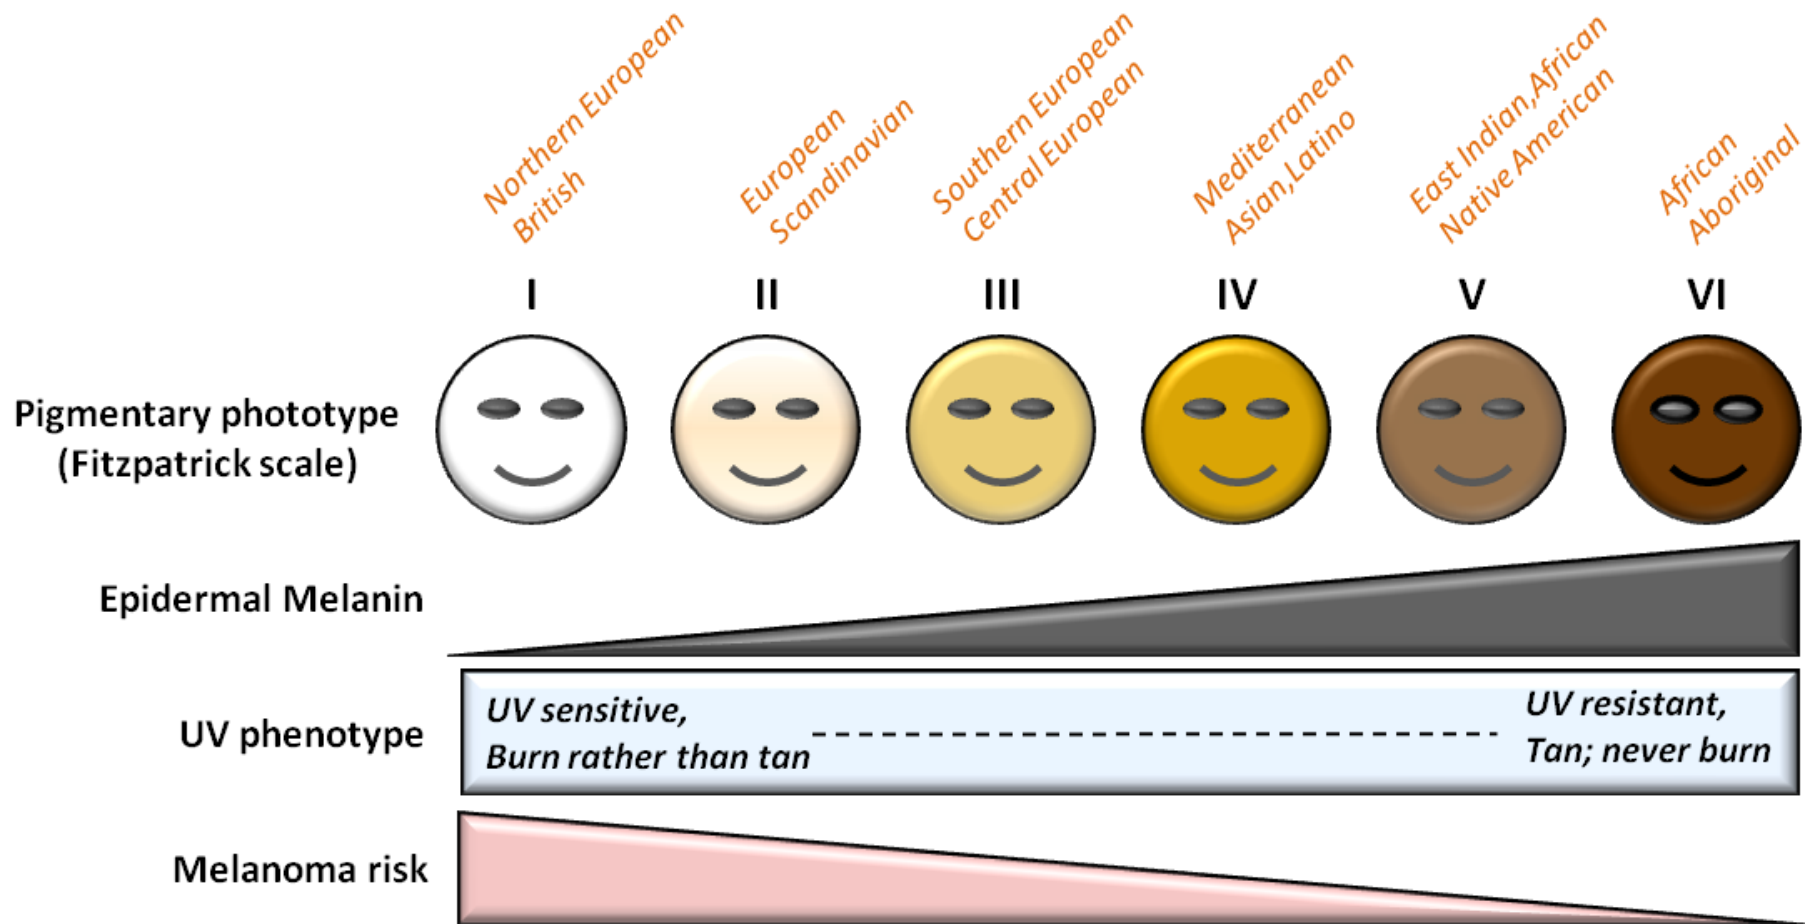 Northern European
British
European
Scandinavian
Southern European
Central European
Mediterranean
Asian,Latino
East Indian,African
Native American
African
Aboriginal
I
II
III
IV
V
VI
Pigmentary phototype
(Fitzpatrick scale)
Epidermal Melanin
UV phenotype
UV sensitive,
Burn rather than tan
UV resistant,
Tan; never burn
Melanoma risk